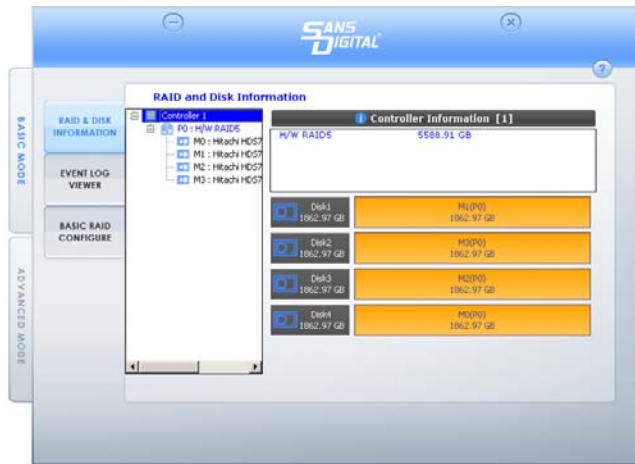 SANS
DIGITAL
BASIC MODE
ADVANCED MODE
RAID & DISK
INFORMATION
EVENT LOG
VIEWER
BASIC RAID
CONFIGURE
RAID and Disk Information
Controller 1
P0 : H/W RAID5
M0 : Hitachi HDS7
M1 : Hitachi HDS7
M2 : Hitachi HDS7
M3 : Hitachi HDS7
Controller Information [1]
H/W RAID5 5588.91 GB
Disk1 M1(P0)
1862.97 GB 1862.97 GB
Disk2 M3(P0)
1862.97 GB 1862.97 GB
Disk3 M2(P0)
1862.97 GB 1862.97 GB
Disk4 M0(P0)
1862.97 GB 1862.97 GB